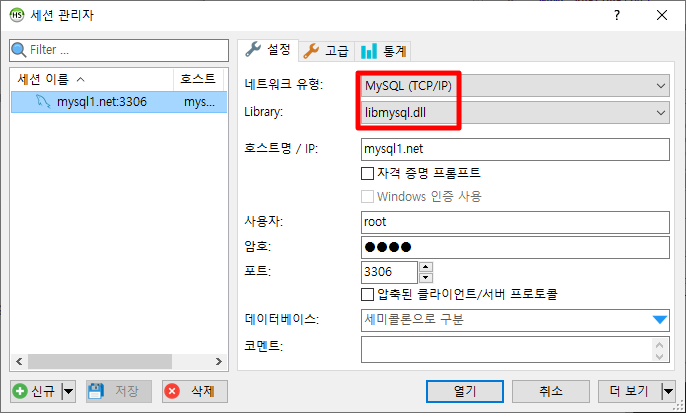 HS 세션 관리자
Filter ...
세션 이름 호스트
mysql1.net:3306 mys...
설정 고급 통계
네트워크 유형: MySQL (TCP/IP)
Library: libmysql.dll
호스트명 / IP: mysql1.net
자격 증명 프롬프트
Windows 인증 사용
사용자: root
암호: ●●●●
포트: 3306
압축된 클라이언트/서버 프로토콜
데이터베이스: 세미콜론으로 구분
코멘트:
신규 저장 삭제 열기 취소 더 보기